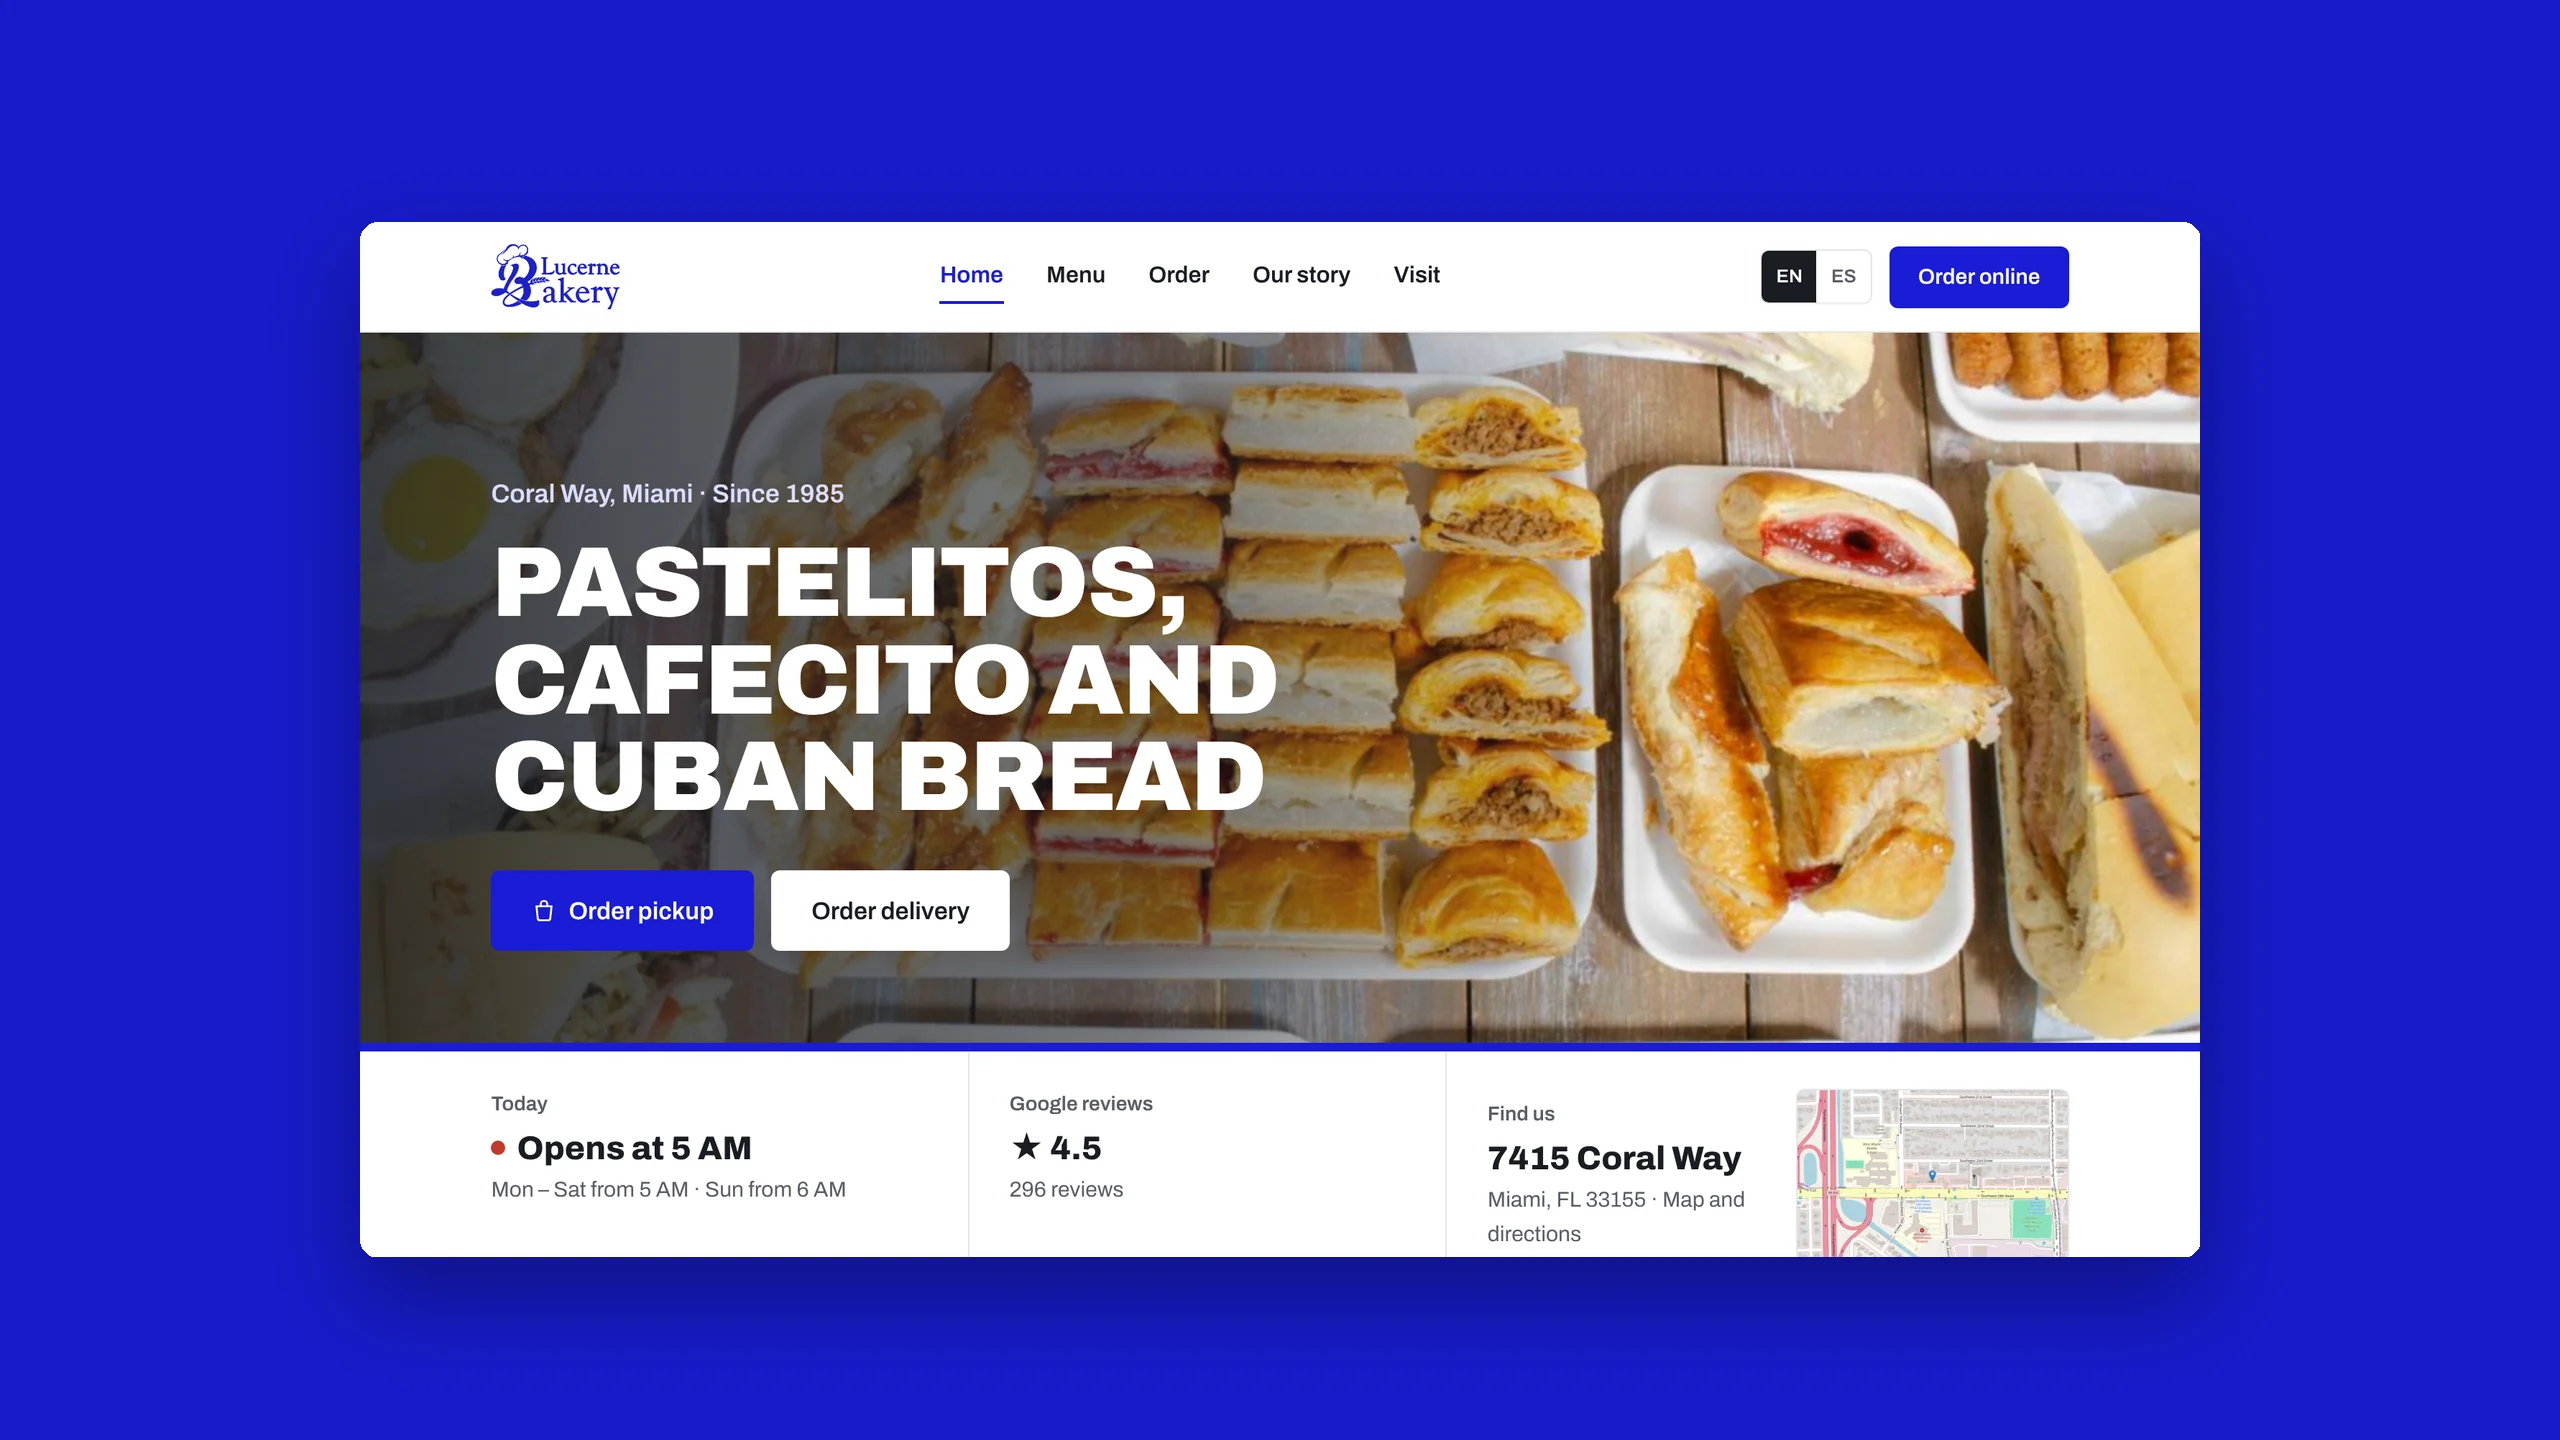 Lucerne
Bakery
Home
Menu
Order
Our story
Visit
EN
ES
Order online
Coral Way, Miami · Since 1985
PASTELITOS,
CAFECITO AND
CUBAN BREAD
Order pickup
Order delivery
Today
Opens at 5 AM
Mon – Sat from 5 AM · Sun from 6 AM
Google reviews
★ 4.5
296 reviews
Find us
7415 Coral Way
Miami, FL 33155 · Map and
directions